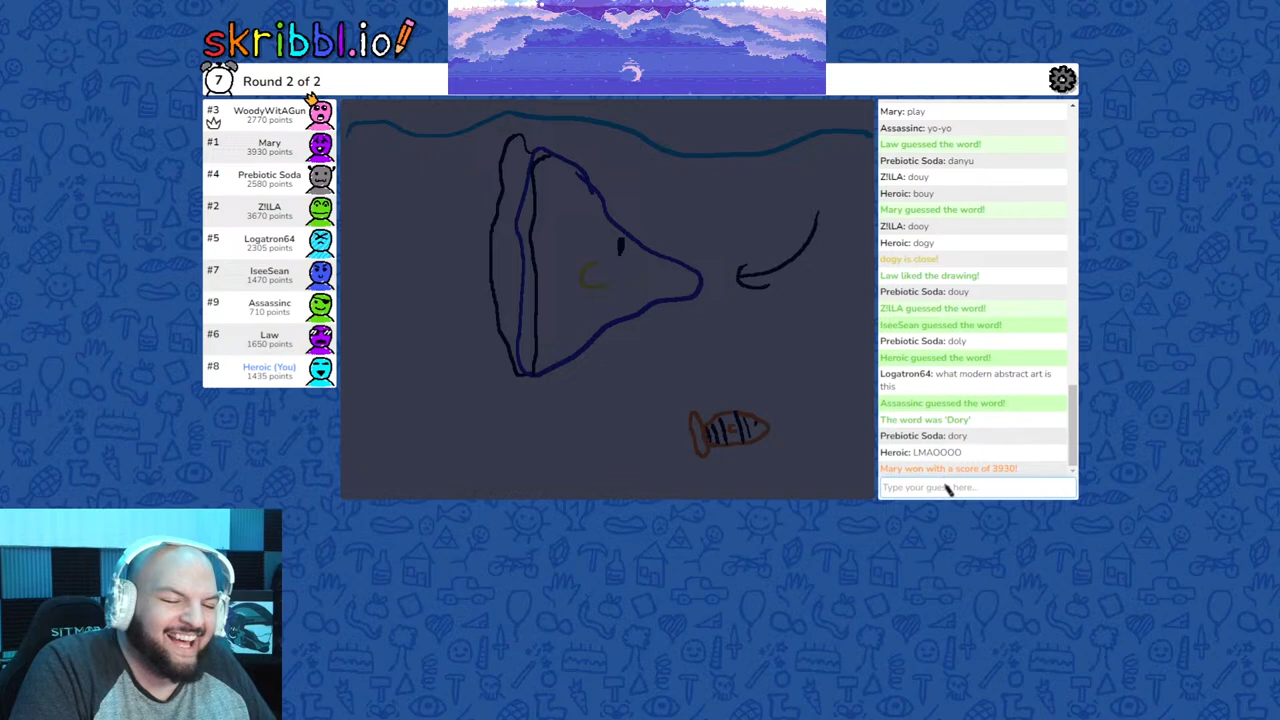 skribbl.io
7
Round 2 of 2
#3 WoodyWitAGun
2770 points
#1 Mary
3930 points
#4 Prebiotic Soda
2580 points
#2 Z!lLA
3670 points
#5 Logatron64
2305 points
#7 IseeSean
1470 points
#9 Assassinc
710 points
#6 Law
1650 points
#8 Heroic (You)
1435 points
Mary: play
Assassinc: yo-yo
Law guessed the word!
Prebiotic Soda: danyu
Z!lLA: douy
Heroic: bouy
Mary guessed the word!
Z!lLA: dooy
Heroic: dogy
dogy is close!
Law liked the drawing!
Prebiotic Soda: douy
Z!lLA guessed the word!
IseeSean guessed the word!
Prebiotic Soda: doly
Heroic guessed the word!
Logatron64: what modern abstract art is
this
Assassinc guessed the word!
The word was 'Dory'
Prebiotic Soda: dory
Heroic: LMAOOOO
Mary won with a score of 3930!
Type your guess here...